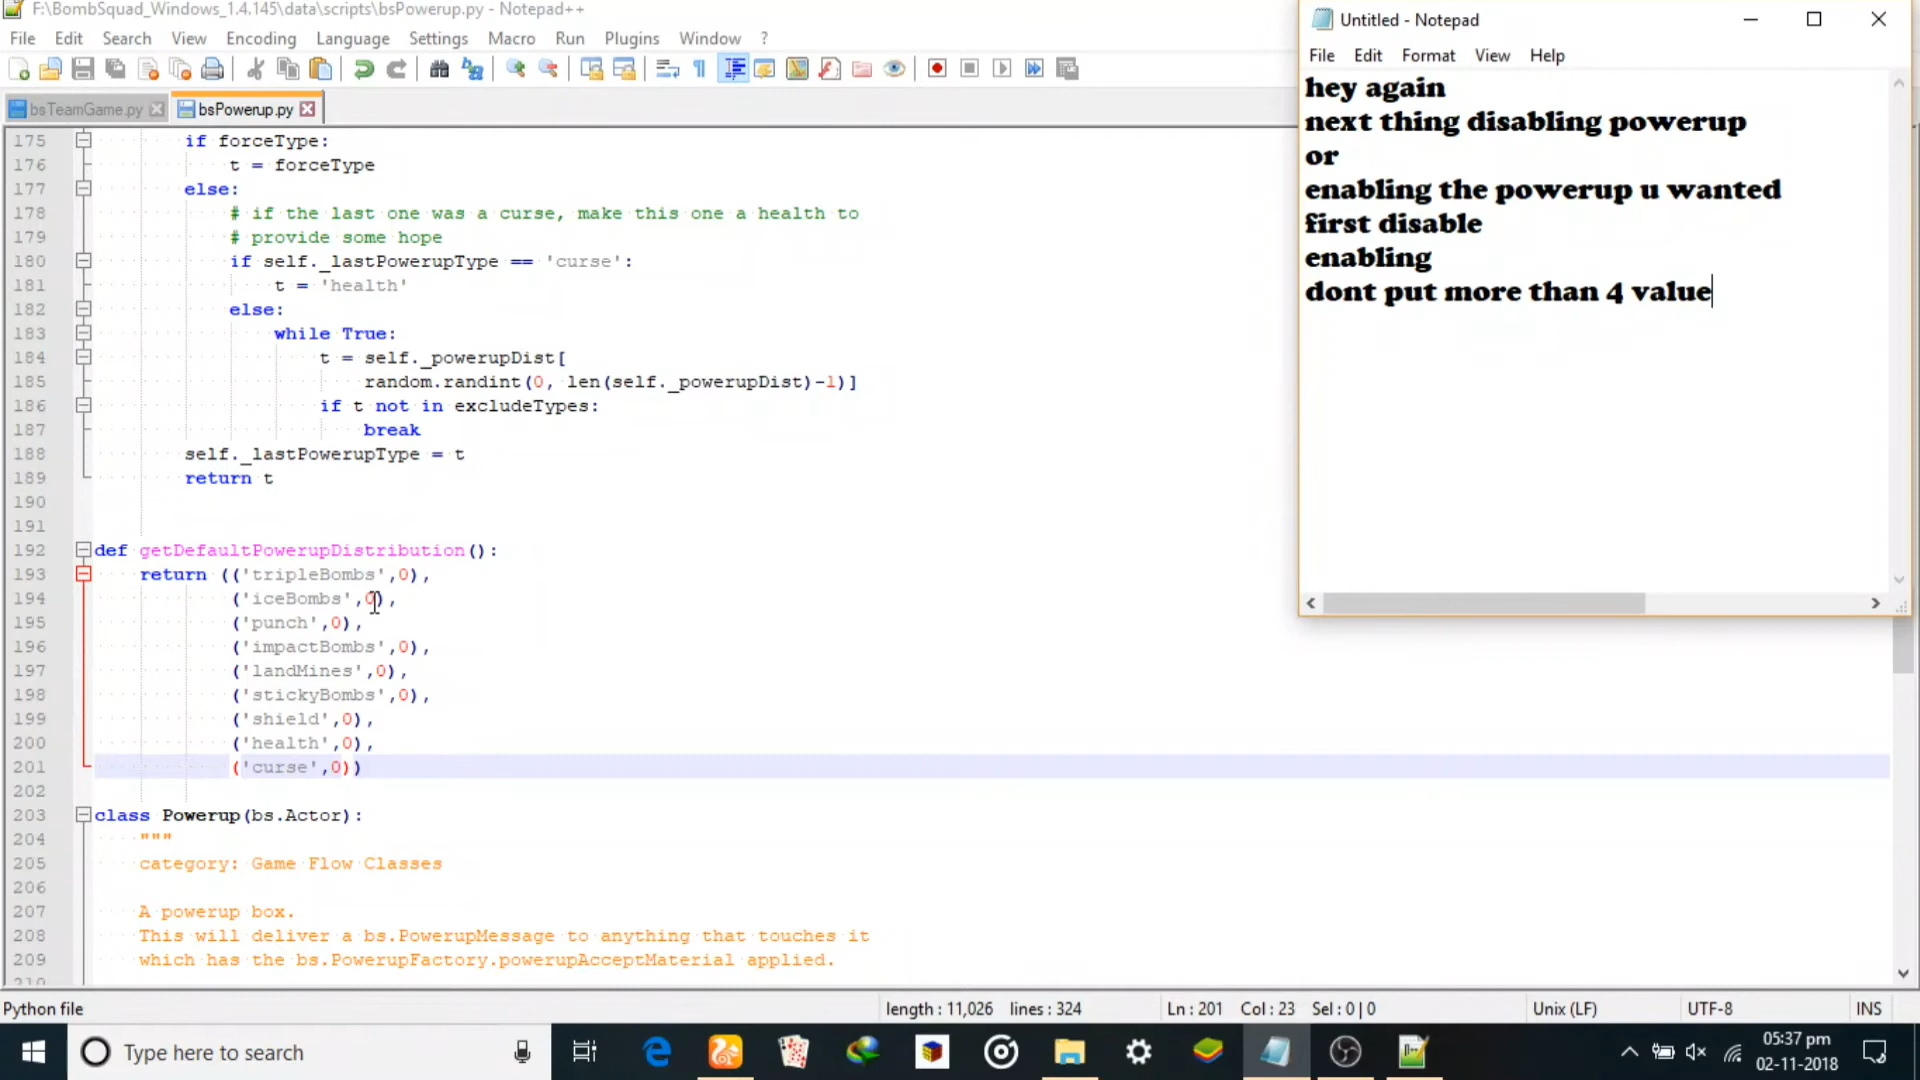 F:\BombSquad_Windows_1.4.145\data\scripts\bsPowerup.py - Notepad++
File Edit Search View Encoding Language Settings Macro Run Plugins Window ?
bsTeamGame.py bsPowerup.py
175 if forceType:
176 t = forceType
177 else:
178 # if the last one was a curse, make this one a health to
179 # provide some hope
180 if self._lastPowerupType == 'curse':
181 t = 'health'
182 else:
183 while True:
184 t = self._powerupDist[
185 random.randint(0, len(self._powerupDist)-1)]
186 if t not in excludeTypes:
187 break
188 self._lastPowerupType = t
189 return t
190
191
192 def getDefaultPowerupDistribution():
193 return (('tripleBombs',0),
194 ('iceBombs',0),
195 ('punch',0),
196 ('impactBombs',0),
197 ('landMines',0),
198 ('stickyBombs',0),
199 ('shield',0),
200 ('health',0),
201 ('curse',0))
202
203 class Powerup(bs.Actor):
204 """
205 category: Game Flow Classes
206
207 A powerup box.
208 This will deliver a bs.PowerupMessage to anything that touches it
209 which has the bs.PowerupFactory.powerupAcceptMaterial applied.
210
Untitled - Notepad
File Edit Format View Help
hey again
next thing disabling powerup
or
enabling the powerup u wanted
first disable
enabling
dont put more than 4 value
Python file length : 11,026 lines : 324 Ln : 201 Col : 23 Sel : 0 | 0 Unix (LF) UTF-8 INS
Type here to search
05:37 pm
02-11-2018